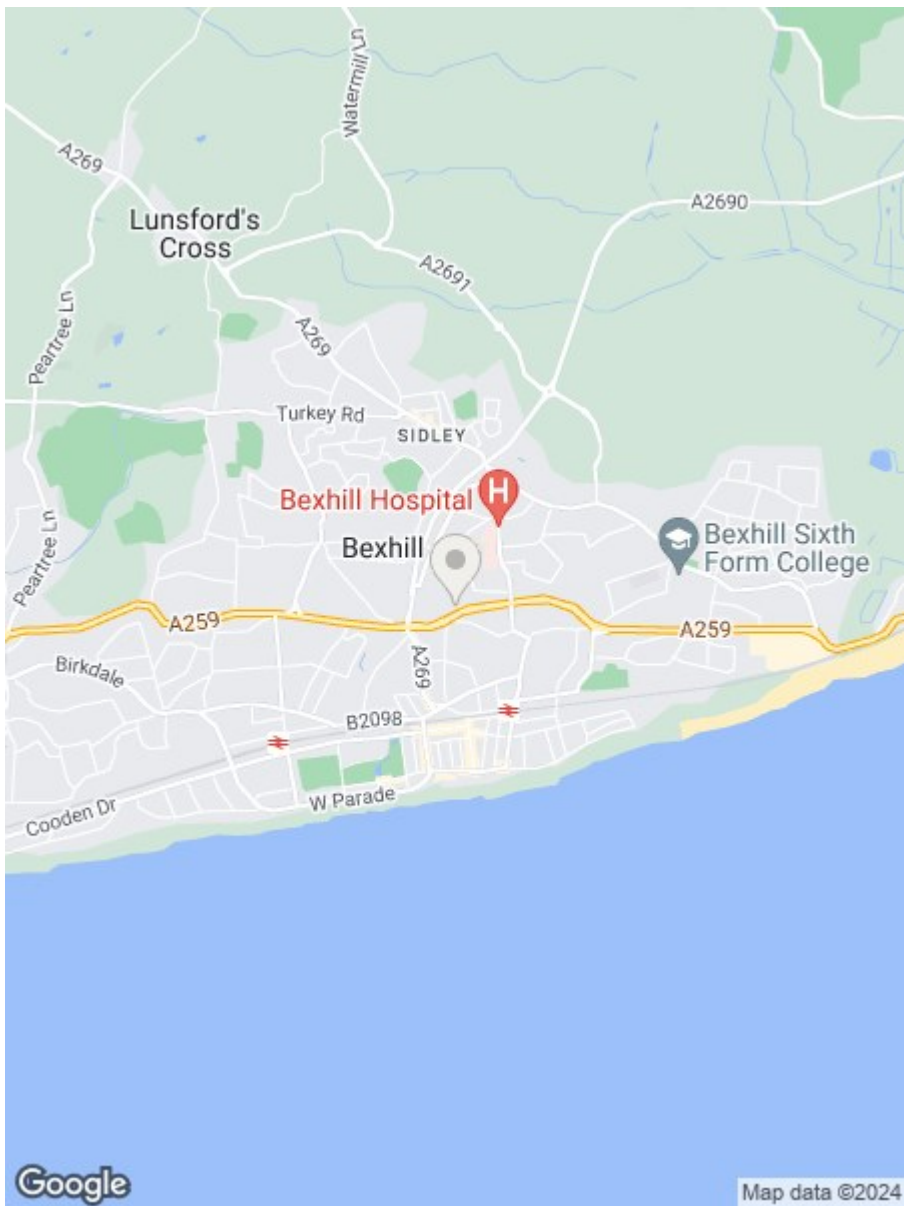 Watermill Ln
A269
A2690
Lunsford's
Cross
A2691
Peartree Ln
A269
Turkey Rd
SIDLEY
Bexhill Hospital
H
Peartree Ln
Bexhill
Bexhill Sixth
Form College
A259
A259
Birkdale
A269
B2098
W Parade
Cooden Dr
Google
Map data ©2024